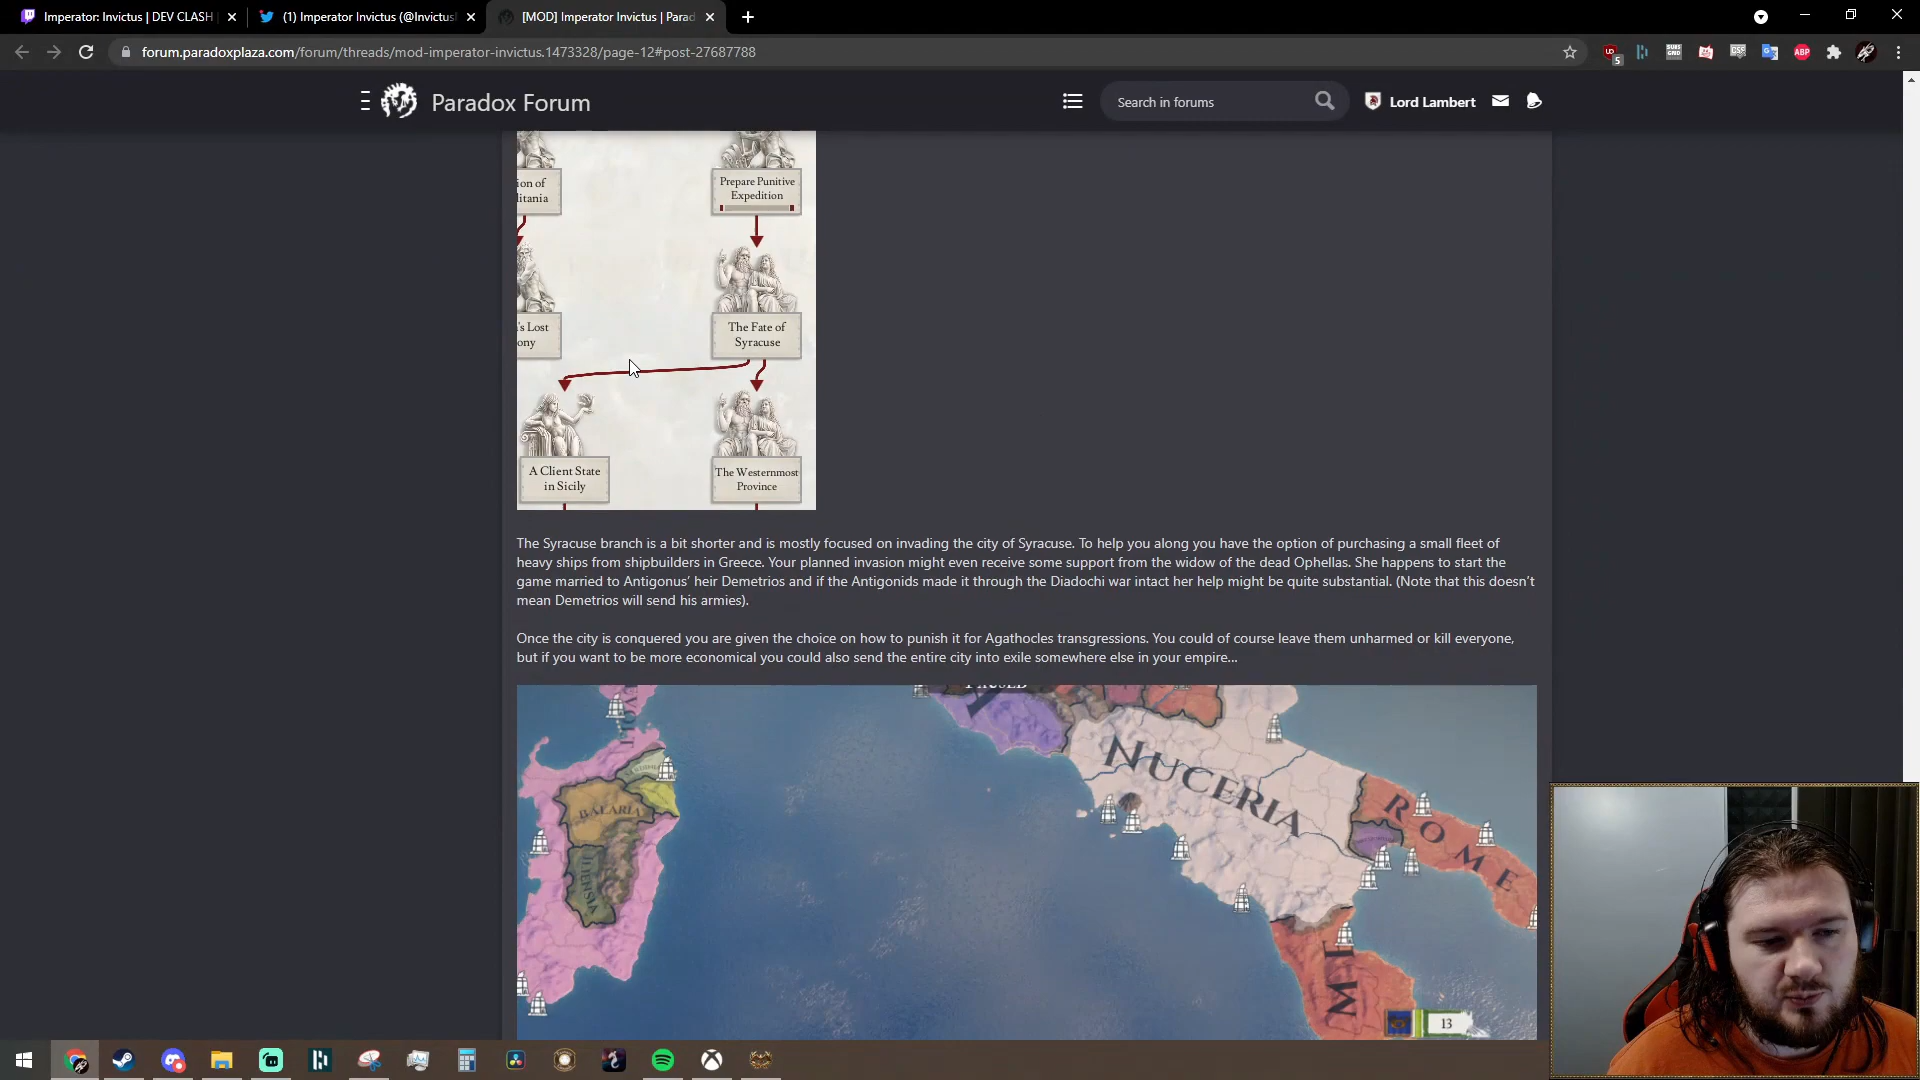 Imperator: Invictus | DEV CLASH
(1) Imperator Invictus (@Invictus
[MOD] Imperator Invictus | Parad
forum.paradoxplaza.com/forum/threads/mod-imperator-invictus.1473328/page-12#post-27687788
5
ABP
Paradox Forum
Search in forums
Lord Lambert
ion of
litania
Prepare Punitive
Expedition
's Lost
ony
The Fate of
Syracuse
A Client State
in Sicily
The Westernmost
Province
The Syracuse branch is a bit shorter and is mostly focused on invading the city of Syracuse. To help you along you have the option of purchasing a small fleet of
heavy ships from shipbuilders in Greece. Your planned invasion might even receive some support from the widow of the dead Ophellas. She happens to start the
game married to Antigonus' heir Demetrios and if the Antigonids made it through the Diadochi war intact her help might be quite substantial. (Note that this doesn't
mean Demetrios will send his armies).
Once the city is conquered you are given the choice on how to punish it for Agathocles transgressions. You could of course leave them unharmed or kill everyone,
but if you want to be more economical you could also send the entire city into exile somewhere else in your empire...
PAUSED
NUCERIA
BALARIA
ILIENSIA
ROME
13